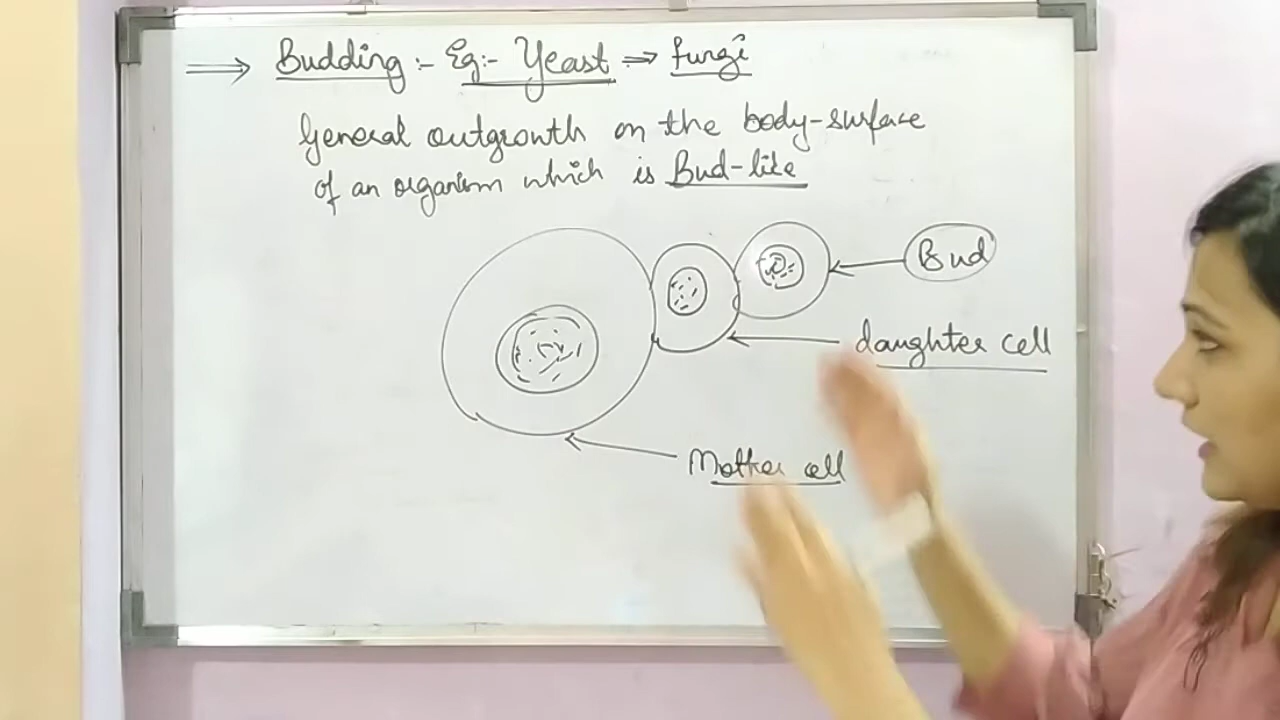 ⟹ Budding :- Eg:- Yeast ⇒ fungi
General outgrowth on the body-surface
of an organism which is Bud-like
Bud
daughter cell
Mother cell